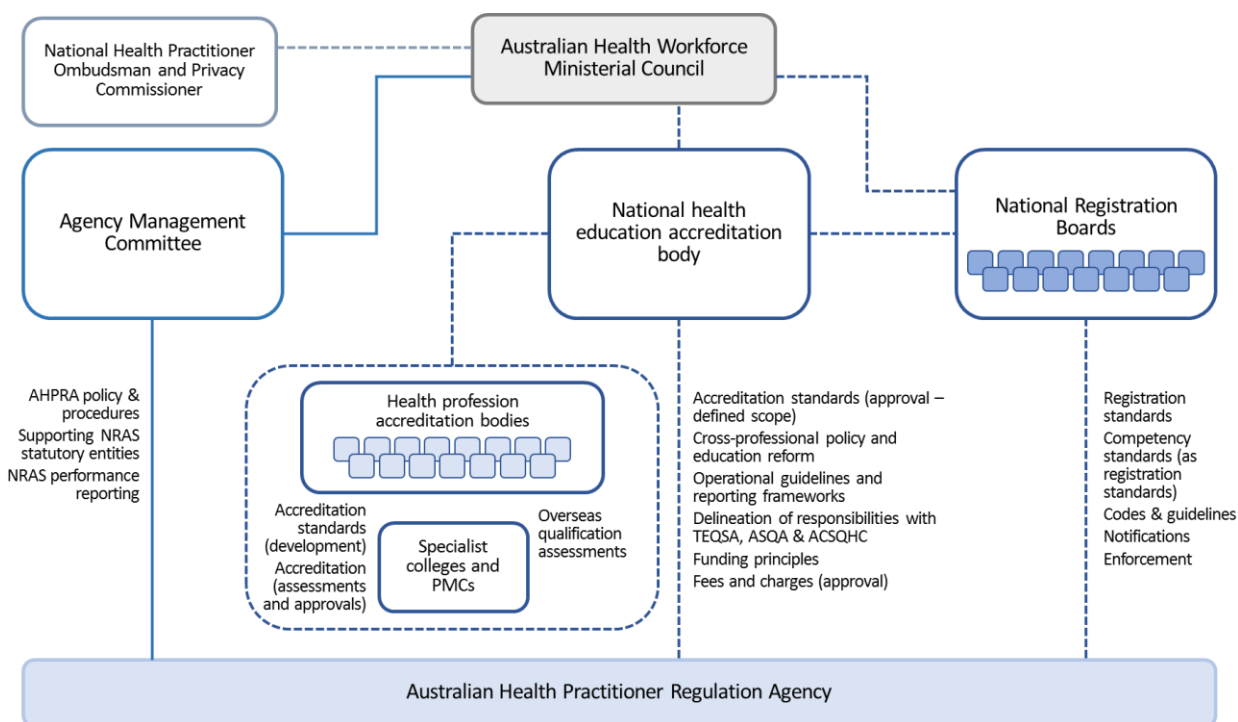 National Health Practitioner
Ombudsman and Privacy
Commissioner
Australian Health Workforce
Ministerial Council
Agency Management
Committee
National health
education accreditation
body
National Registration
Boards
AHPRA policy &
procedures
Supporting NRAS
statutory entities
NRAS performance
reporting
Health profession
accreditation bodies
Accreditation
standards
(development)
Accreditation
(assessments
and approvals)
Specialist
colleges and
PMCs
Overseas
qualification
assessments
Accreditation standards (approval –
defined scope)
Cross-professional policy and
education reform
Operational guidelines and
reporting frameworks
Delineation of responsibilities with
TEQSA, ASQA & ACSQHC
Funding principles
Fees and charges (approval)
Registration
standards
Competency
standards (as
registration
standards)
Codes & guidelines
Notifications
Enforcement
Australian Health Practitioner Regulation Agency